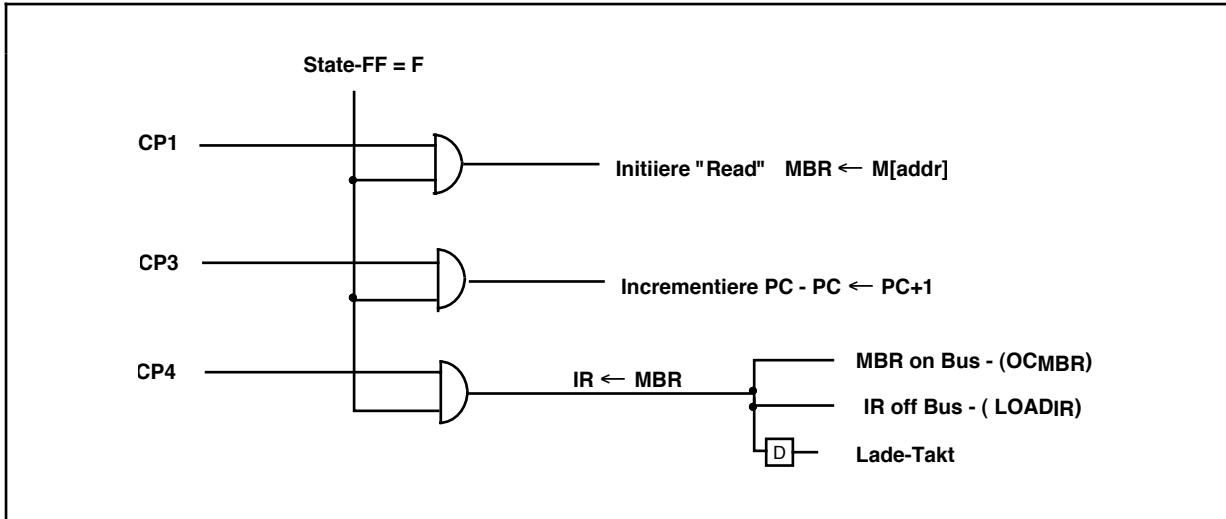 State-FF = F
CP1
Initiiere "Read" MBR ← M[addr]
CP3
Incrementiere PC - PC ← PC+1
CP4
IR ← MBR
MBR on Bus - (OCMBR)
IR off Bus - ( LOADIR)
D
Lade-Takt